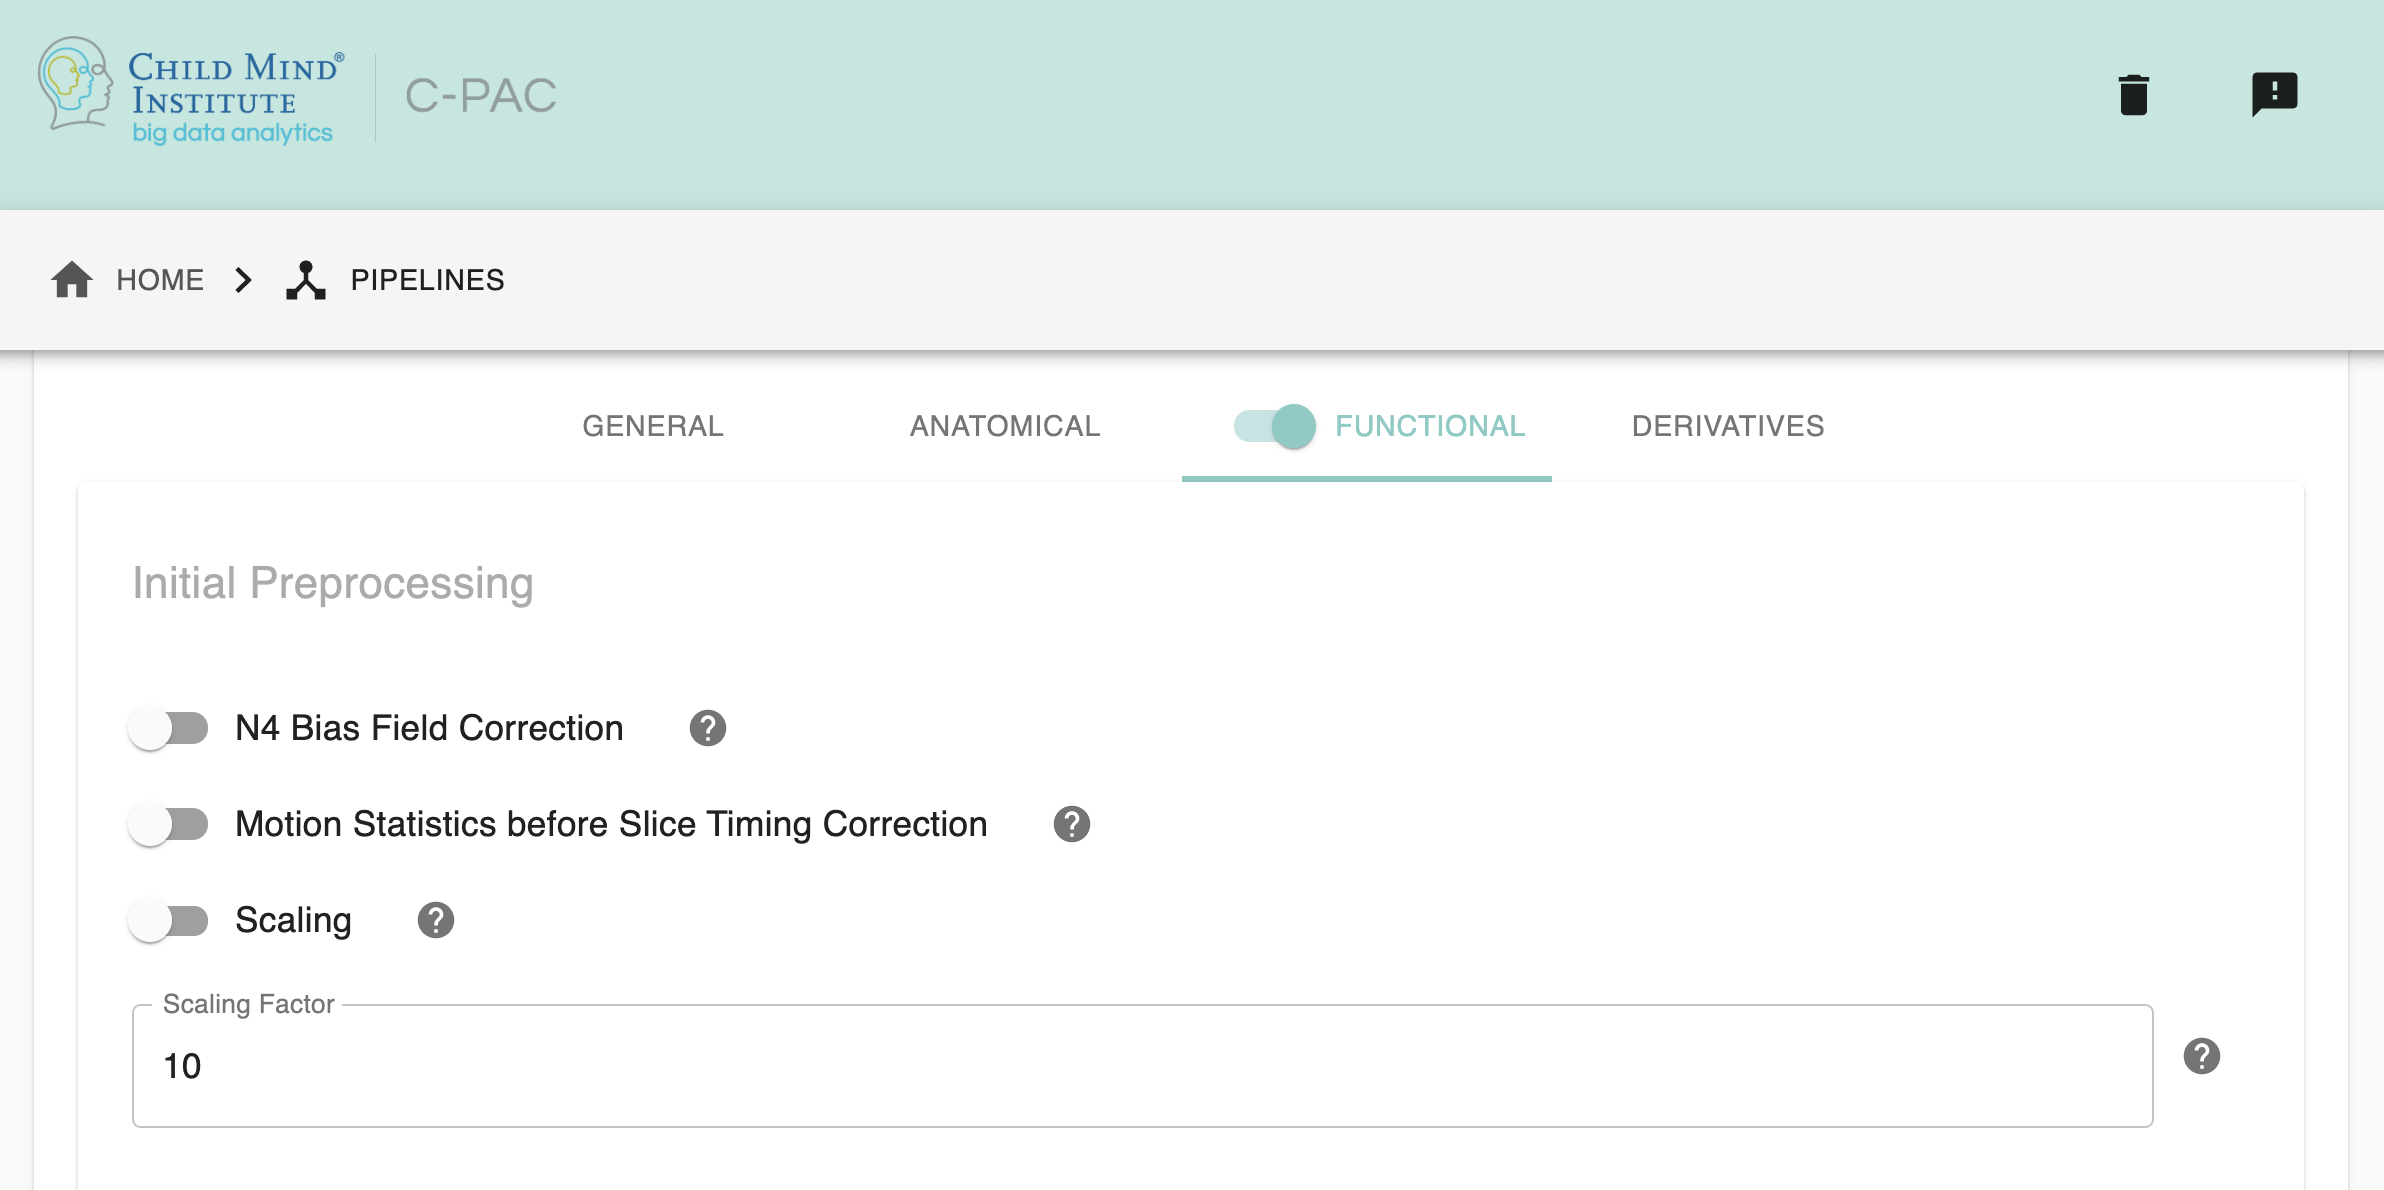 CHILD MIND®
INSTITUTE
big data analytics
C-PAC
HOME
PIPELINES
GENERAL
ANATOMICAL
FUNCTIONAL
DERIVATIVES
Initial Preprocessing
N4 Bias Field Correction
Motion Statistics before Slice Timing Correction
Scaling
Scaling Factor
10